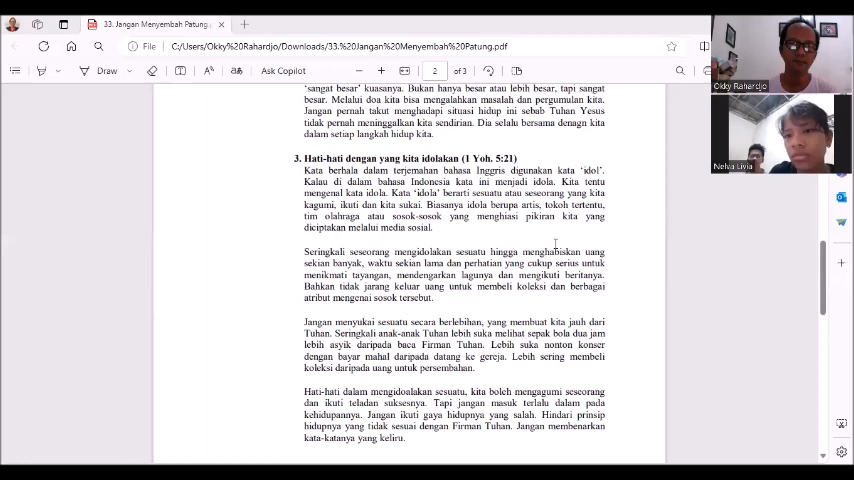 33. Jangan Menyembah Patung.
File
C:/Users/Okky%20Rahardjo/Downloads/33.%20Jangan%20Menyembah%20Patung.pdf
Draw
Ask Copilot
2
of 3
'sangat besar' kuasanya. Bukan hanya besar atau lebih besar, tapi sangat
besar. Melalui doa kita bisa mengalahkan masalah dan pergumulan kita.
Jangan pernah takut menghadapi situasi hidup ini sebab Tuhan Yesus
tidak pernah meninggalkan kita sendirian. Dia selalu bersama denagn kita
dalam setiap langkah hidup kita.
3. Hati-hati dengan yang kita idolakan (1 Yoh. 5:21)
Kata berhala dalam terjemahan bahasa Inggris digunakan kata 'idol'.
Kalau di dalam bahasa Indonesia kata ini menjadi idola. Kita tentu
mengenal kata idola. Kata 'idola' berarti sesuatu atau seseorang yang kita
kagumi, ikuti dan kita sukai. Biasanya idola berupa artis, tokoh tertentu,
tim olahraga atau sosok-sosok yang menghiasi pikiran kita yang
diciptakan melalui media sosial.
Seringkali seseorang mengidolakan sesuatu hingga menghabiskan uang
sekian banyak, waktu sekian lama dan perhatian yang cukup serius untuk
menikmati tayangan, mendengarkan lagunya dan mengikuti beritanya.
Bahkan tidak jarang keluar uang untuk membeli koleksi dan berbagai
atribut mengenai sosok tersebut.
Jangan menyukai sesuatu secara berlebihan, yang membuat kita jauh dari
Tuhan. Seringkali anak-anak Tuhan lebih suka melihat sepak bola dua jam
lebih asyik daripada baca Firman Tuhan. Lebih suka nonton konser
dengan bayar mahal daripada datang ke gereja. Lebih sering membeli
koleksi daripada uang untuk persembahan.
Hati-hati dalam mengidoalakan sesuatu, kita boleh mengagumi seseorang
dan ikuti teladan suksesnya. Tapi jangan masuk terlalu dalam pada
kehidupannya. Jangan ikuti gaya hidupnya yang salah. Hindari prinsip
hidupnya yang tidak sesuai dengan Firman Tuhan. Jangan membenarkan
kata-katanya yang keliru.
Okky Rahardjo
Nelva Livia